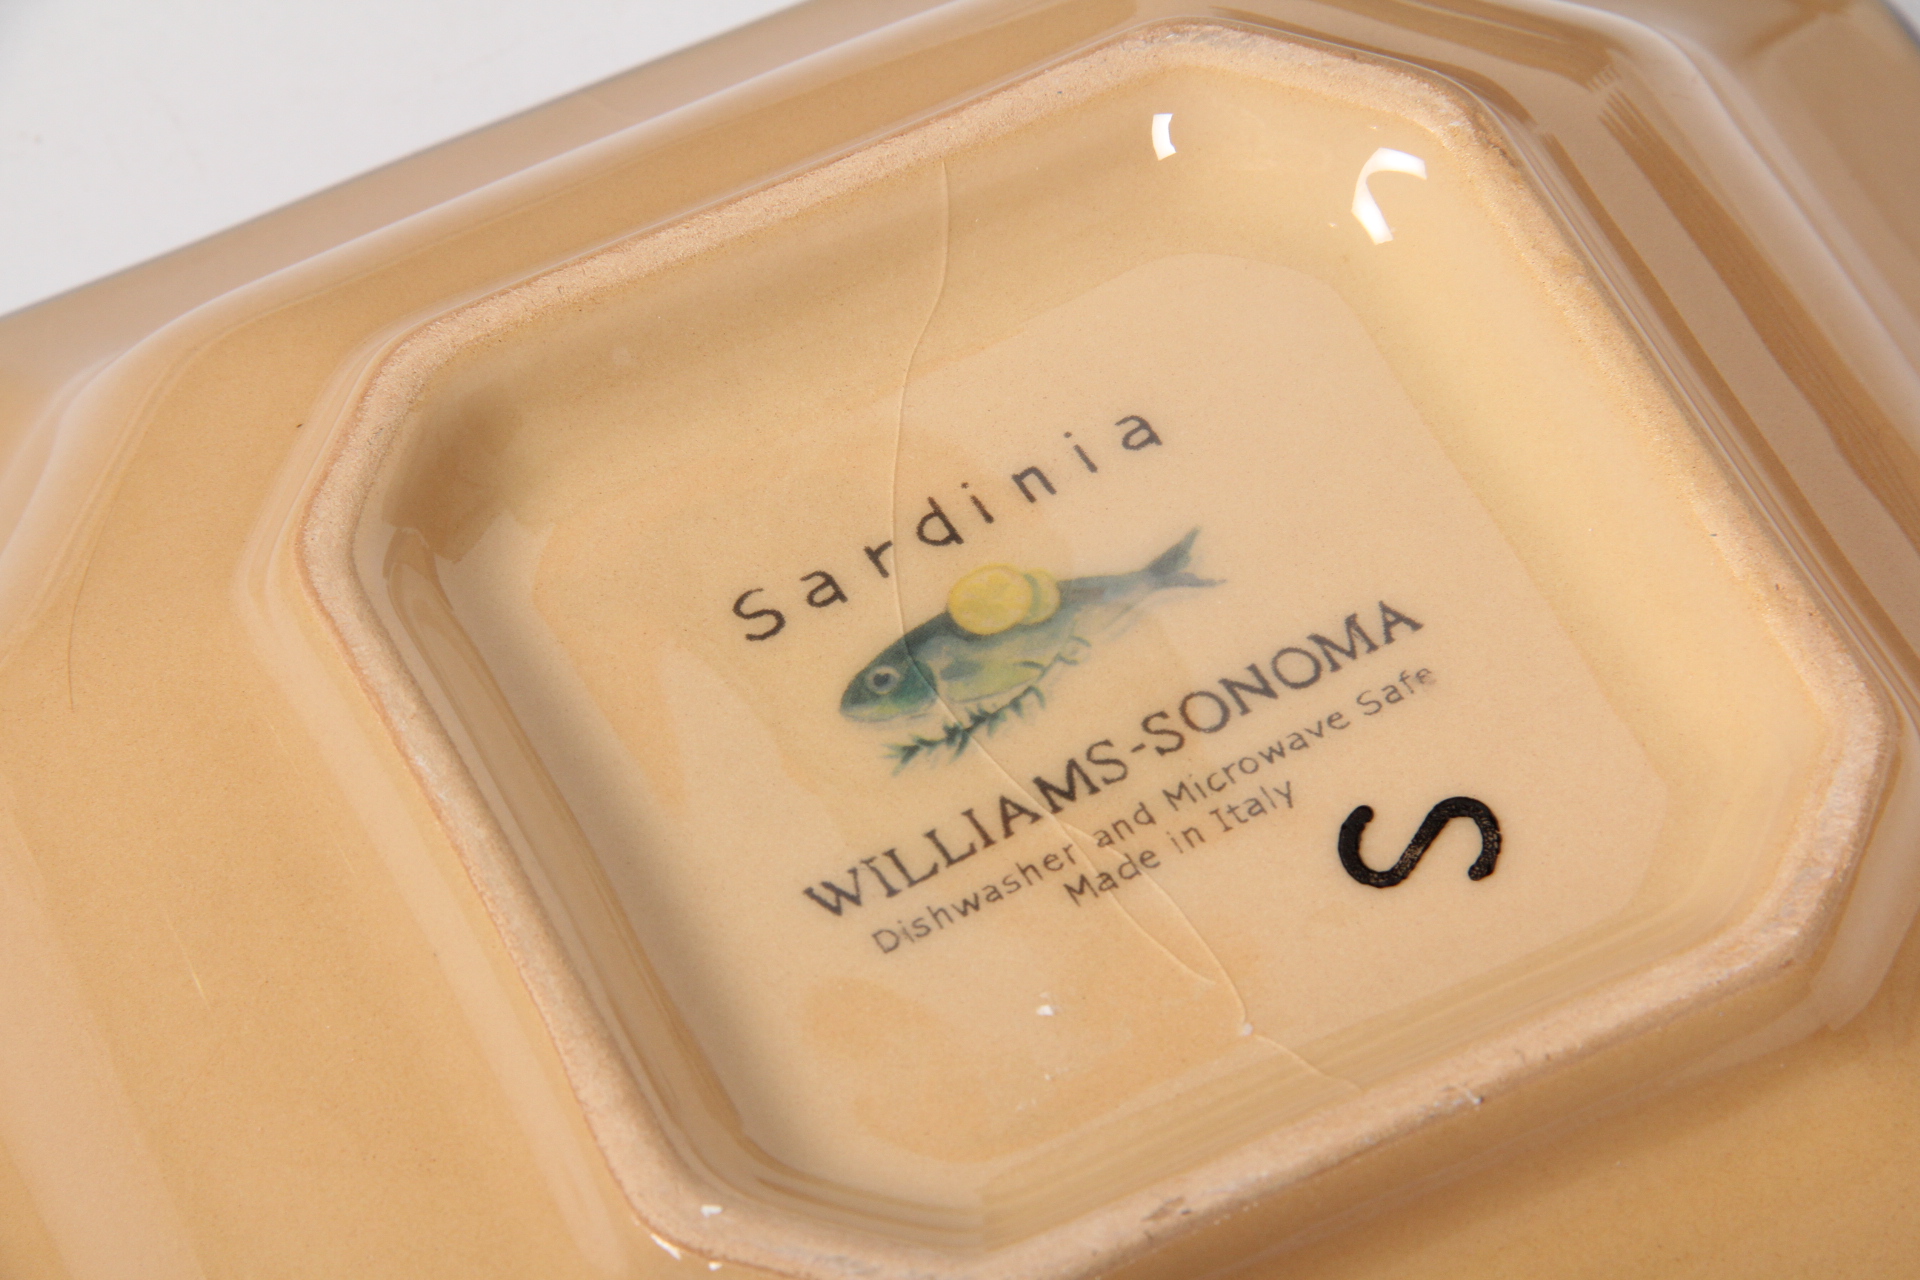 Sardinia
WILLIAMS-SONOMA
Dishwasher and Microwave Safe
Made in Italy
S